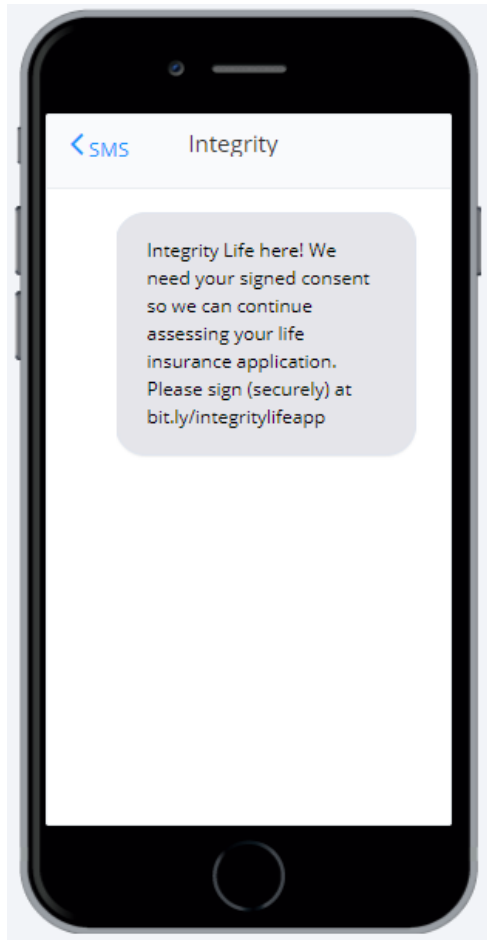 SMS Integrity
Integrity Life here! We
need your signed consent
so we can continue
assessing your life
insurance application.
Please sign (securely) at
bit.ly/integritylifeapp